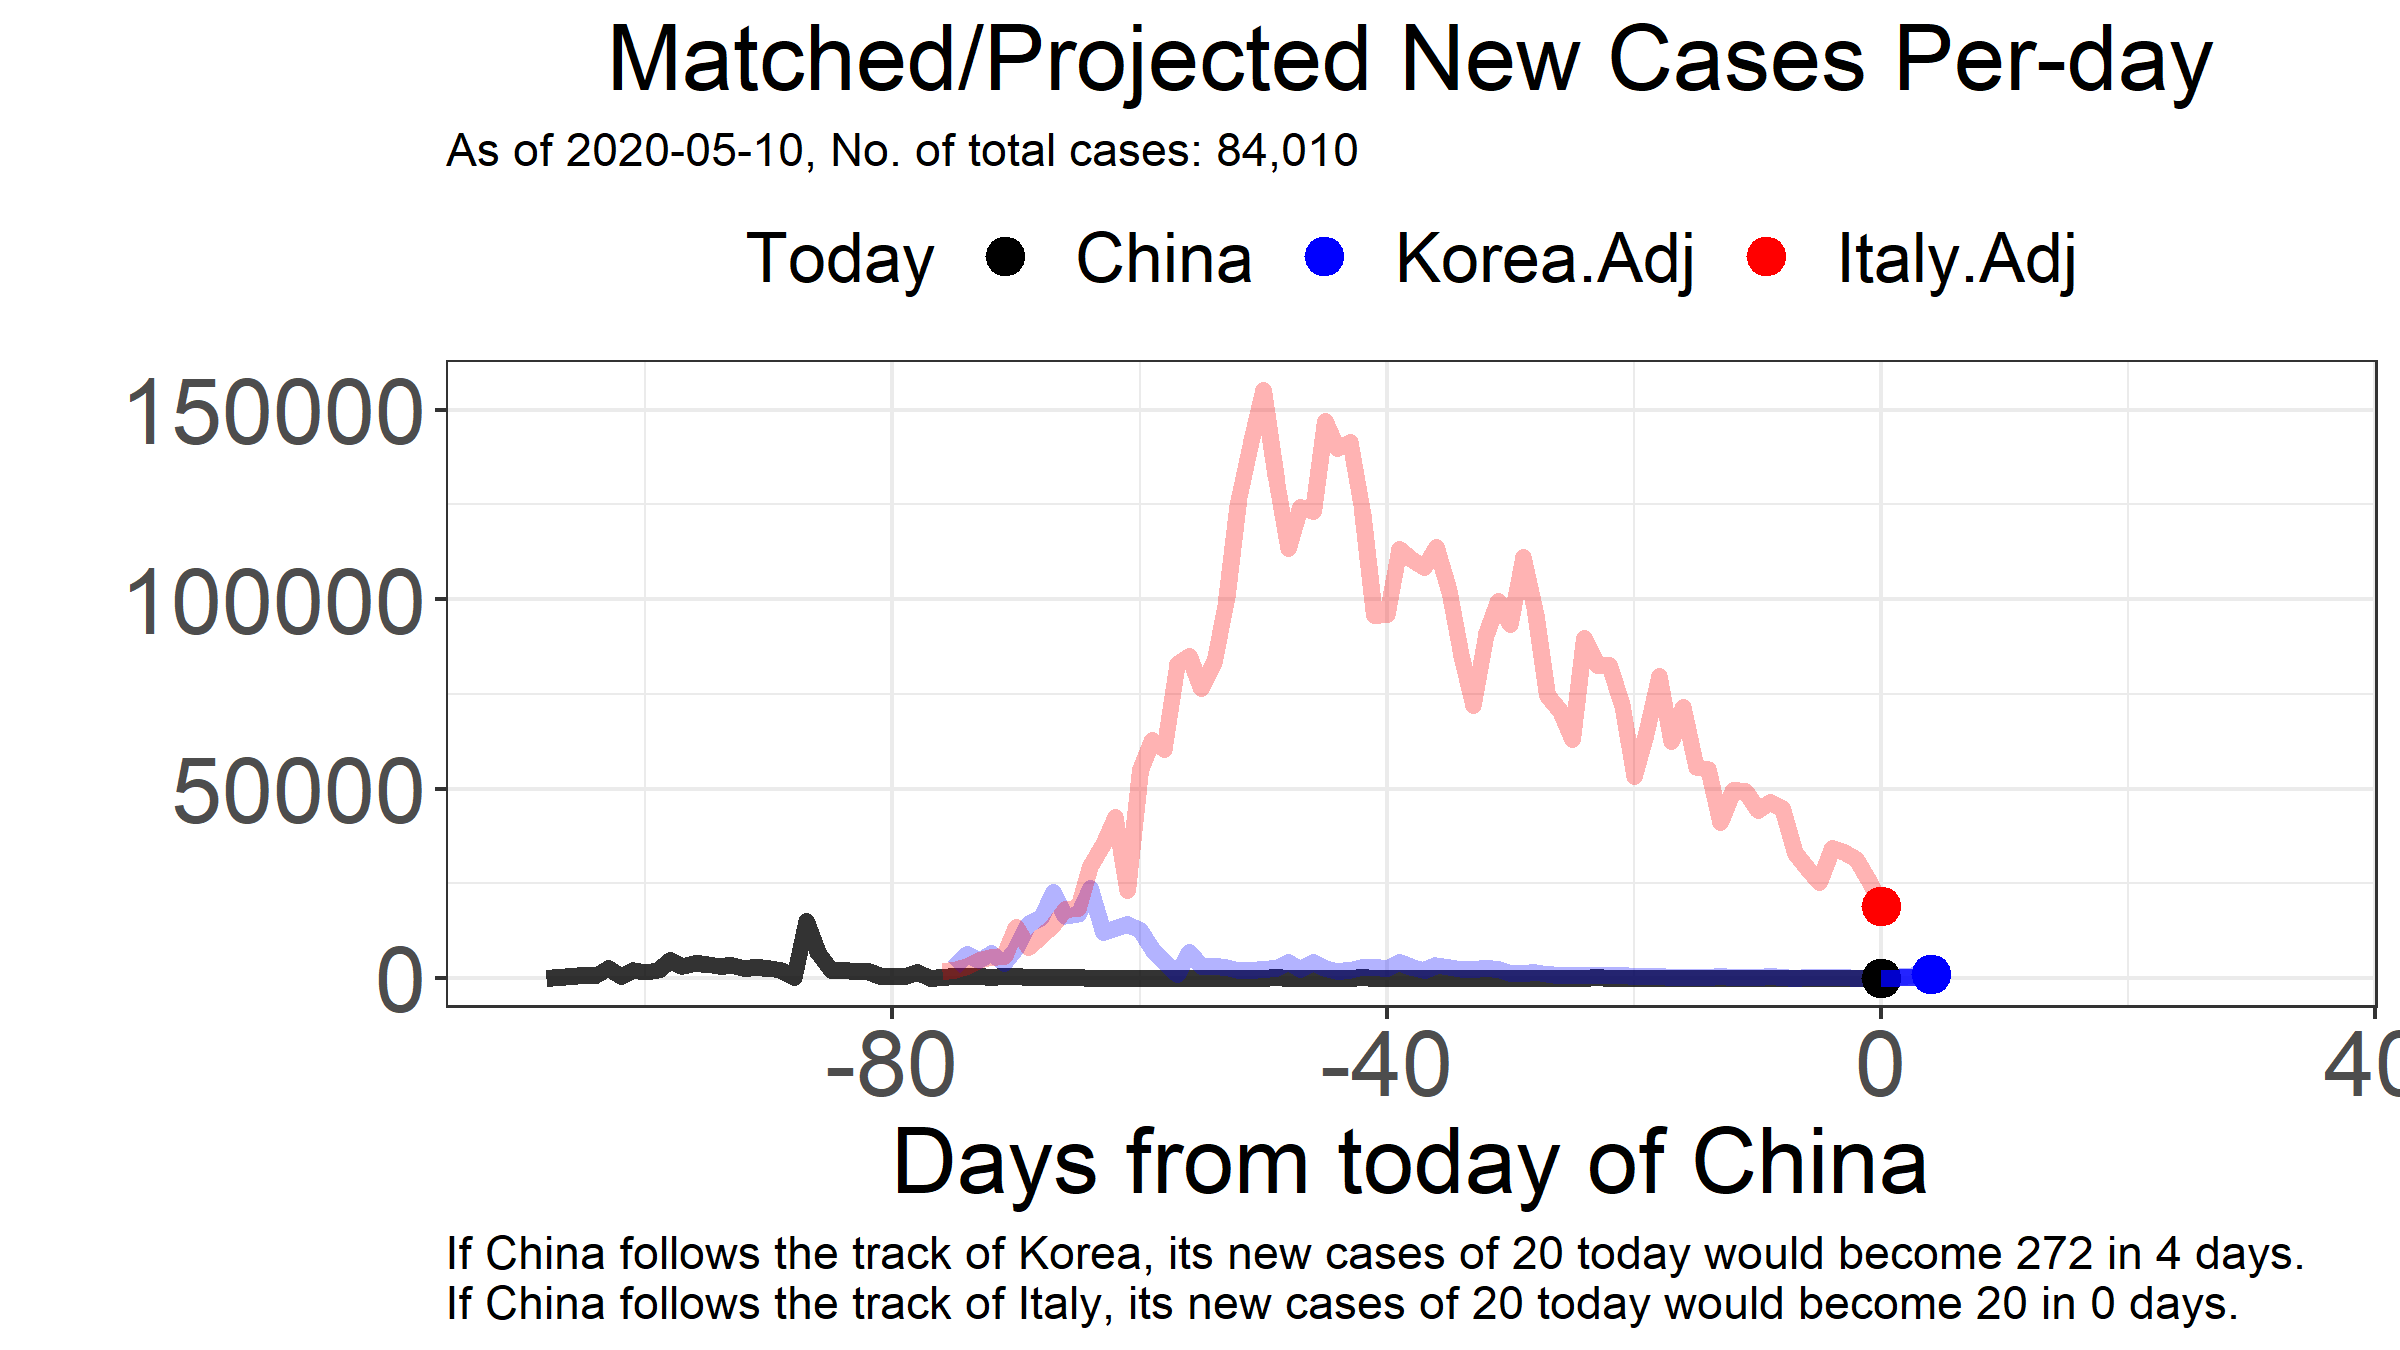 Matched/Projected New Cases Per-day
As of 2020-05-10, No. of total cases: 84,010
Today China Korea.Adj Italy.Adj
150000
100000
50000
0
-80 -40 0 40
Days from today of China
If China follows the track of Korea, its new cases of 20 today would become 272 in 4 days.
If China follows the track of Italy, its new cases of 20 today would become 20 in 0 days.